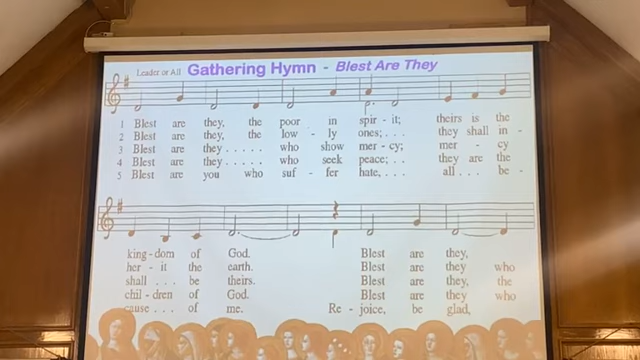 Leader or All Gathering Hymn - Blest Are They
1 Blest are they, the poor in spir - it; theirs is the
2 Blest are they, the low - ly ones; . . . they shall in -
3 Blest are they . . . . . who show mer - cy; mer - cy
4 Blest are they . . . . . who seek peace; . . they are the
5 Blest are you who suf - fer hate, . . . all . . . be -
king - dom of God. Blest are they,
her - it the earth. Blest are they who
shall . . . be theirs. Blest are they, the
chil - dren of God. Blest are they who
cause . . . of me. Re - joice, be glad,